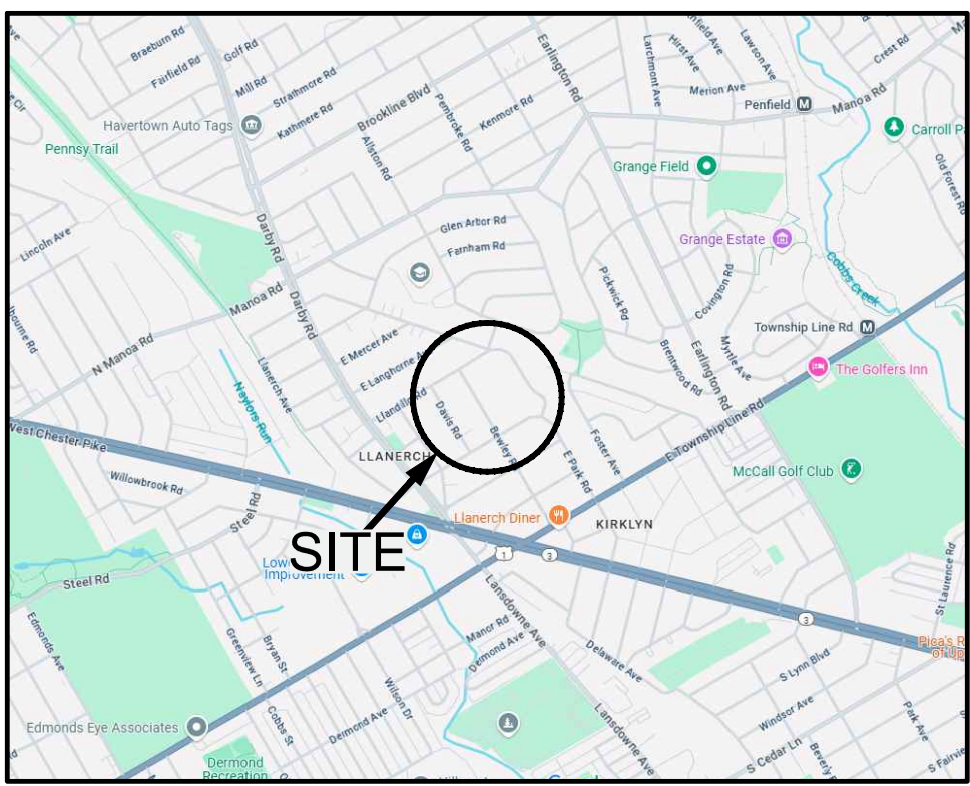 Braeburn Rd
Golf Rd
Fairfield Rd
Mill Rd
Strathmore Rd
Kathmere Rd
Brookline Blvd
Pembroke Rd
Kenmore Rd
Earlington Rd
Larchmont Ave
Hirst Ave
Lawson Ave
Crest Rd
Merion Ave
Penfield
M
Manoa Rd
Havertown Auto Tags
Pennsy Trail
Allston Rd
Carroll P
Grange Field
Old Forest Rd
Lincoln Ave
Darby Rd
Glen Arbor Rd
Farnham Rd
Grange Estate
Cobbs Creek
Pickwick Rd
Covington Rd
Manoa Rd
Darby Rd
N Manoa Rd
E Mercer Ave
E Langhorne Ave
Llandillo Rd
Township Line Rd
M
Myrtle Ave
Brentwood Rd
Earlington Rd
The Golfers Inn
Llanerch Ave
Naylors Run
Davis Rd
Bewley Rd
E Park Rd
Foster Ave
E Township Line Rd
West Chester Pike
LLANERCH
McCall Golf Club
Willowbrook Rd
Steel Rd
Llanerch Diner
KIRKLYN
SITE
Low
Improvement
1
3
Steel Rd
St Laurence Rd
Lansdowne Ave
3
Edmonds Ave
Greenview Ln
Bryan St
Manor Rd
Dermond Ave
Delaware Ave
Pica's R
of Up
S Lynn Blvd
Wilson Dr
Windsor Ave
Park Ave
Edmonds Eye Associates
Cobbs St
Dermond Ave
Lansdowne Ave
S Cedar Ln
Beverly
S Fairvie
Dermond
Recreation